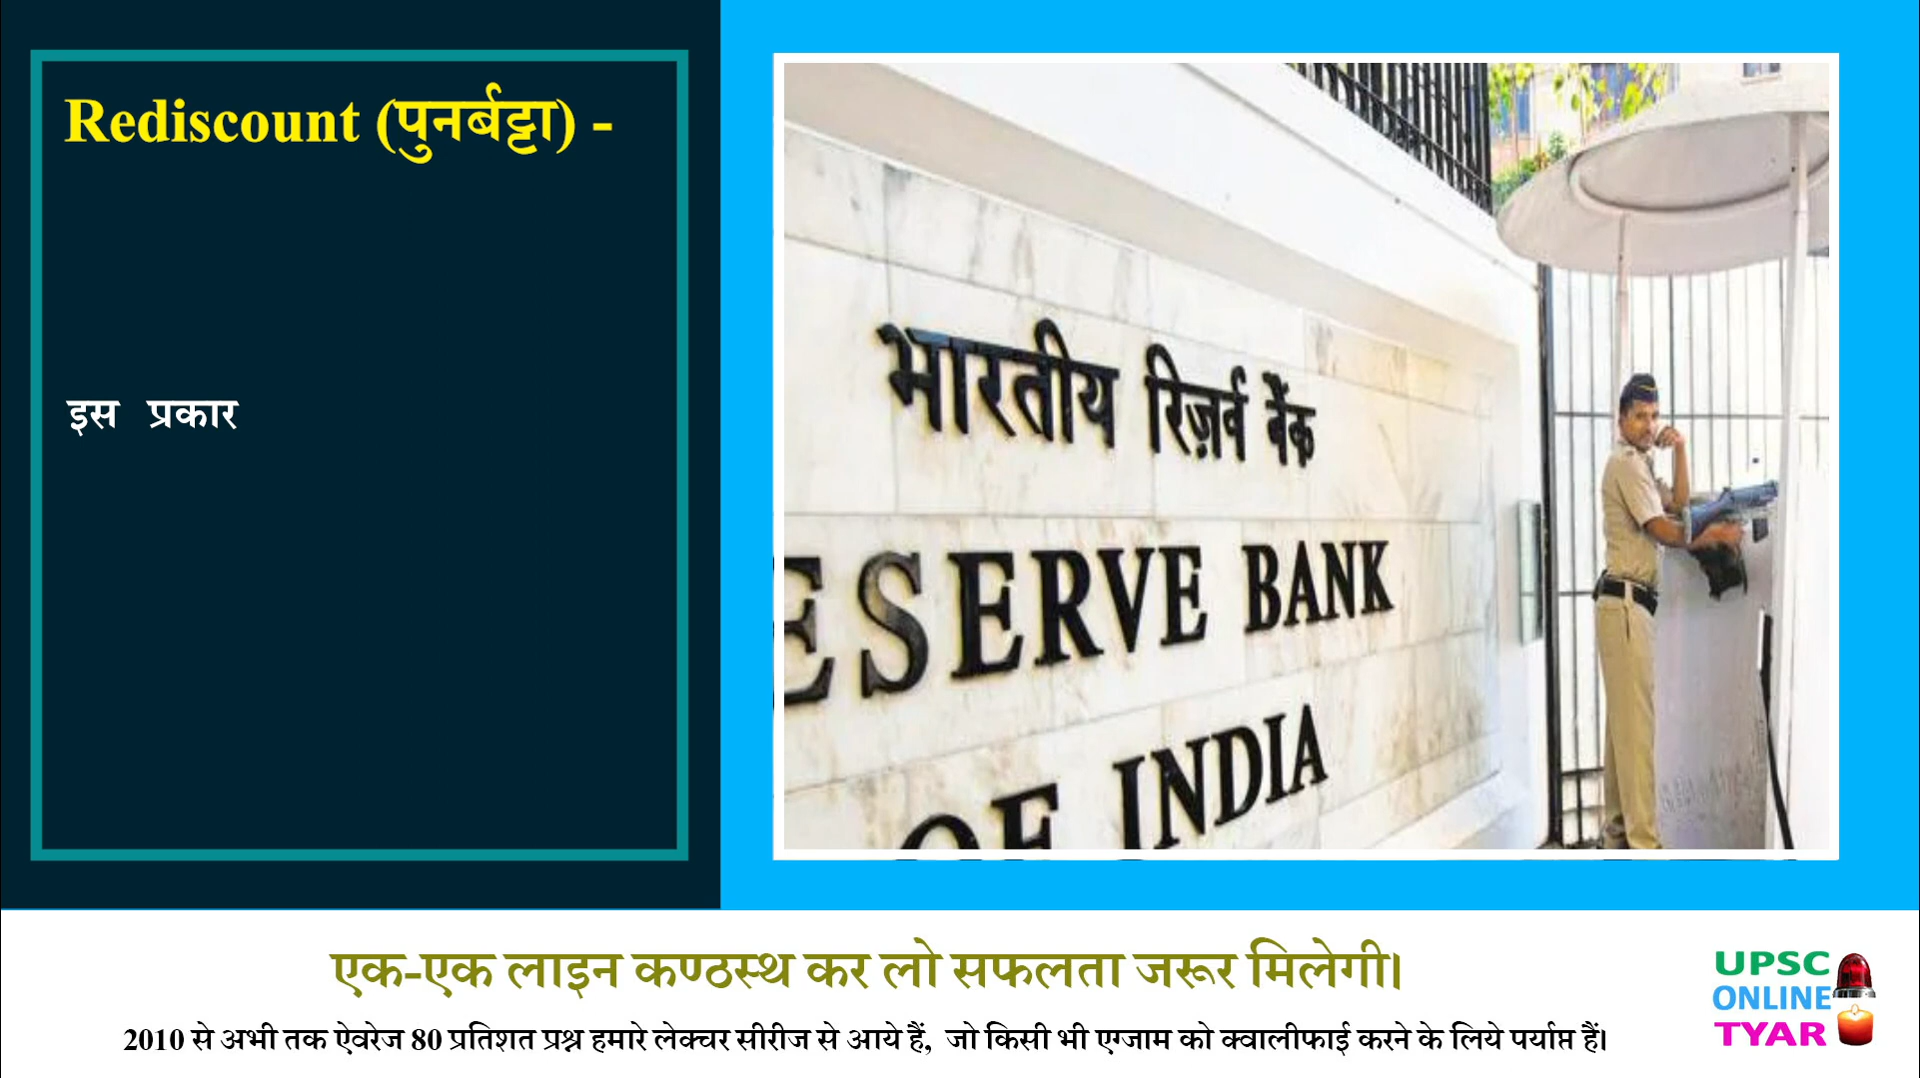 Rediscount (पुनर्बट्टा) -
इस प्रकार
भारतीय रिज़र्व बैंक
ESERVE BANK
OF INDIA
एक-एक लाइन कण्ठस्थ कर लो सफलता जरूर मिलेगी।
2010 से अभी तक ऐवरेज 80 प्रतिशत प्रश्न हमारे लेक्चर सीरीज से आये हैं, जो किसी भी एग्जाम को क्वालीफाई करने के लिये पर्याप्त हैं।
UPSC
ONLINE
TYAR